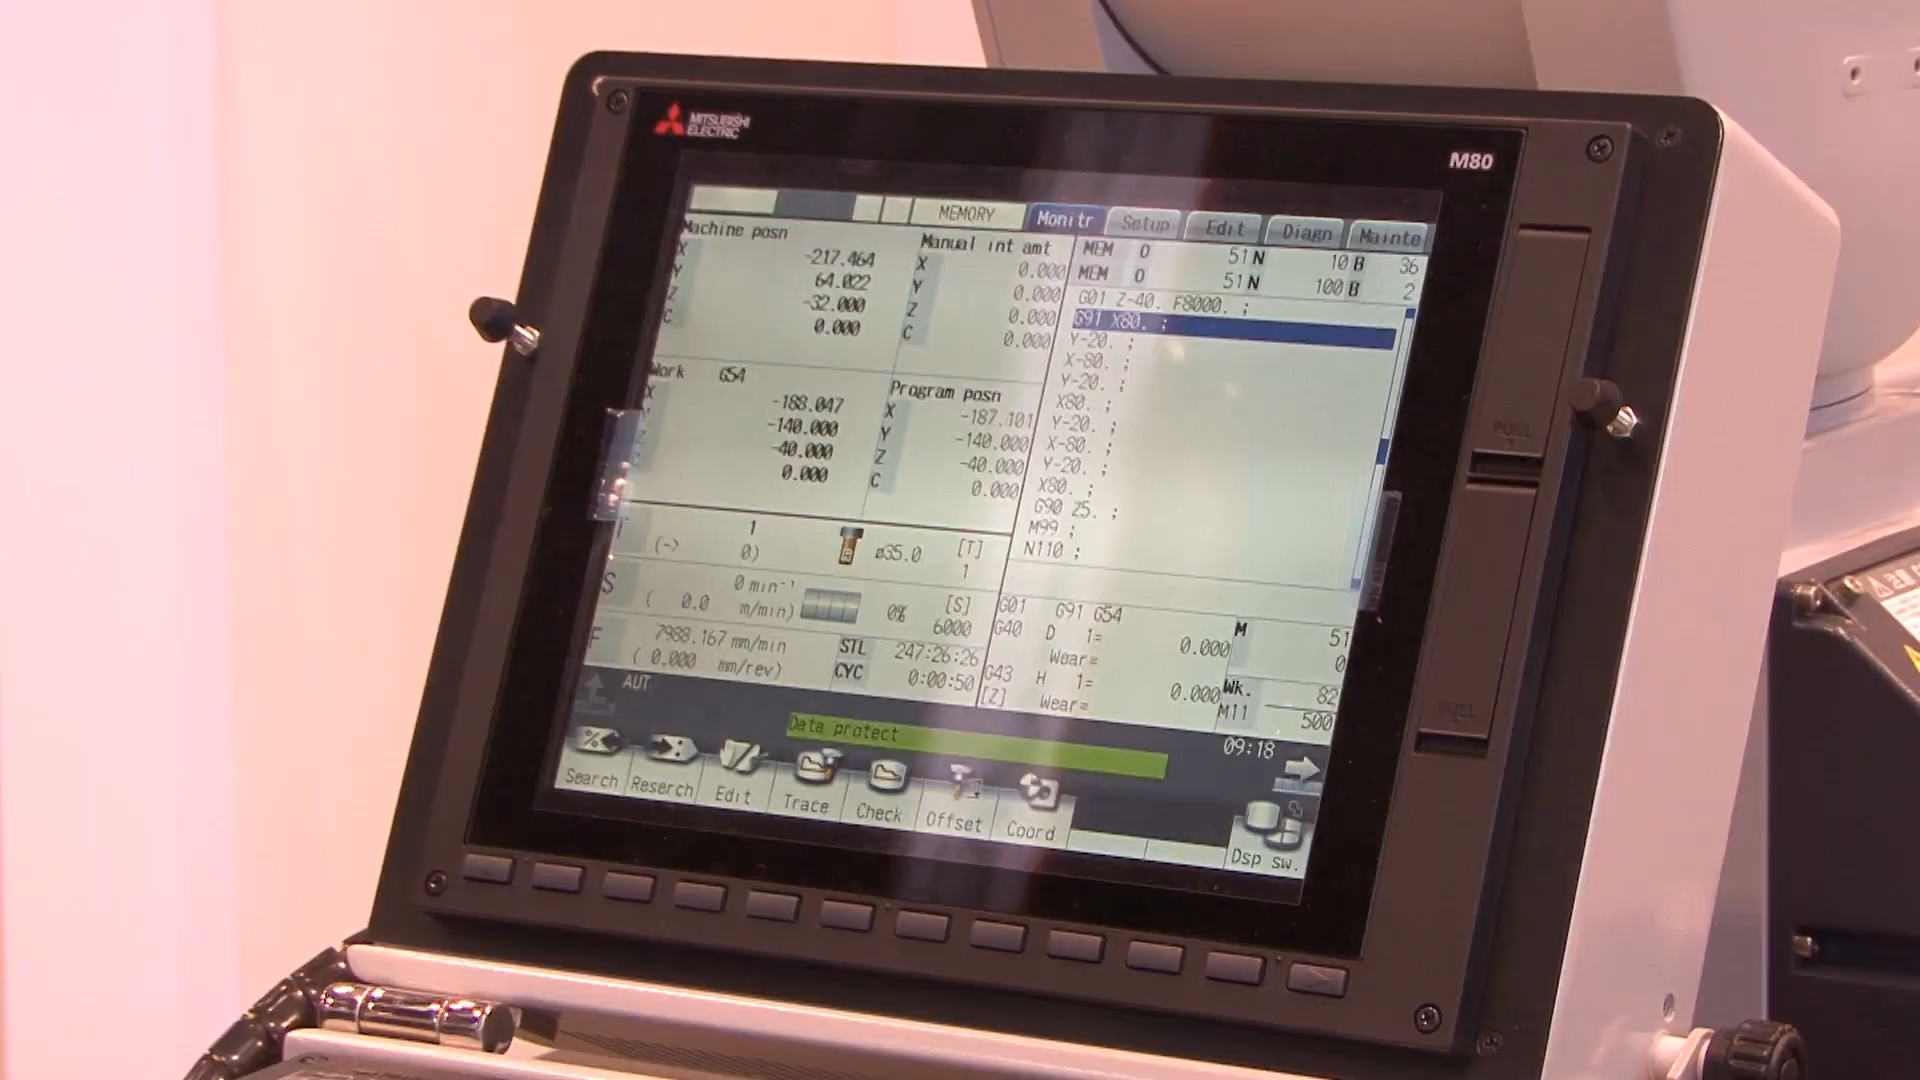 MITSUBISHI
ELECTRIC
M80
MEMORY
Monitr Setup Edit Diagn Mainte
Machine posn
X -217.464
Y 64.022
Z -32.000
C 0.000
Manual int amt
X 0.000
Y 0.000
Z 0.000
C 0.000
MEM O 51 N 10 B 36
MEM O 51 N 100 B 2
G01 Z-40. F8000. ;
G91 X80. ;
Y-20. ;
X-80. ;
Y-20. ;
X80. ;
Y-20. ;
X-80. ;
Y-20. ;
X80. ;
G90 Z5. ;
M99 ;
N110 ;
Work G54
X -188.047
Y -140.000
Z -40.000
C 0.000
Program posn
X -187.101
Y -140.000
Z -40.000
C 0.000
T 1
(-> 0)
ø35.0
[T]
1
S 0 min⁻¹
( 0.0 m/min)
0%
[S]
6000
F 7988.167 mm/min
( 0.000 mm/rev)
STL 247:26:26
CYC 0:00:50
G01 G91 G54
G40 D 1= 0.000
Wear=
G43 H 1= 0.000
[Z] Wear=
M 51
0
Wk. 82
M11 500
AUT
Data protect
09:18
Search Reserch Edit Trace Check Offset Coord Dsp sw.
PULL
PULL